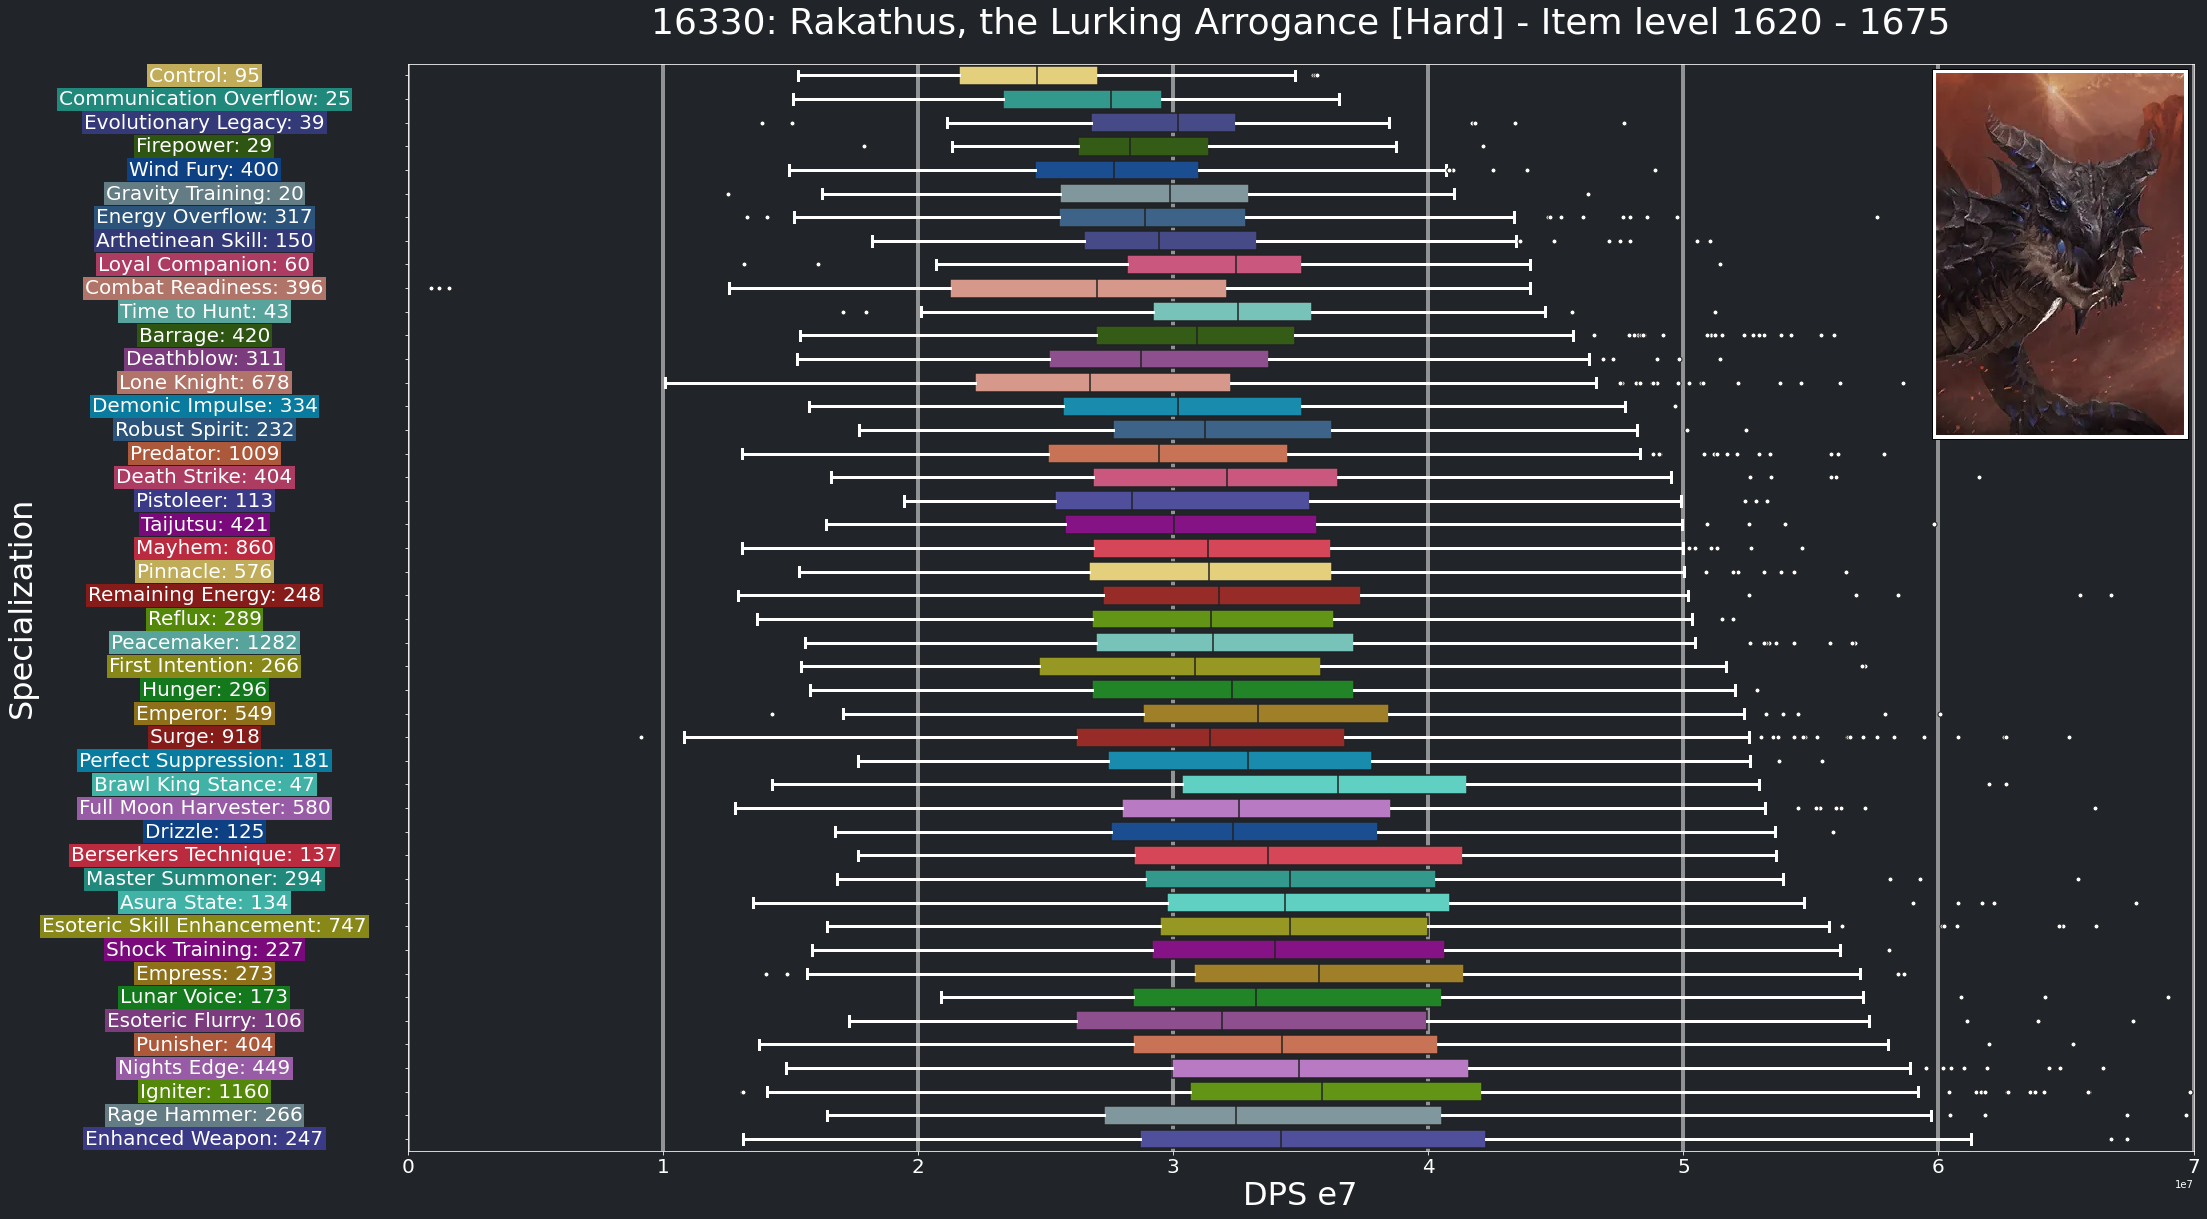 16330: Rakathus, the Lurking Arrogance [Hard] - Item level 1620 - 1675
Specialization
Control: 95
Communication Overflow: 25
Evolutionary Legacy: 39
Firepower: 29
Wind Fury: 400
Gravity Training: 20
Energy Overflow: 317
Arthetinean Skill: 150
Loyal Companion: 60
Combat Readiness: 396
Time to Hunt: 43
Barrage: 420
Deathblow: 311
Lone Knight: 678
Demonic Impulse: 334
Robust Spirit: 232
Predator: 1009
Death Strike: 404
Pistoleer: 113
Taijutsu: 421
Mayhem: 860
Pinnacle: 576
Remaining Energy: 248
Reflux: 289
Peacemaker: 1282
First Intention: 266
Hunger: 296
Emperor: 549
Surge: 918
Perfect Suppression: 181
Brawl King Stance: 47
Full Moon Harvester: 580
Drizzle: 125
Berserkers Technique: 137
Master Summoner: 294
Asura State: 134
Esoteric Skill Enhancement: 747
Shock Training: 227
Empress: 273
Lunar Voice: 173
Esoteric Flurry: 106
Punisher: 404
Nights Edge: 449
Igniter: 1160
Rage Hammer: 266
Enhanced Weapon: 247
0 1 2 3 4 5 6 7
DPS e7
1e7